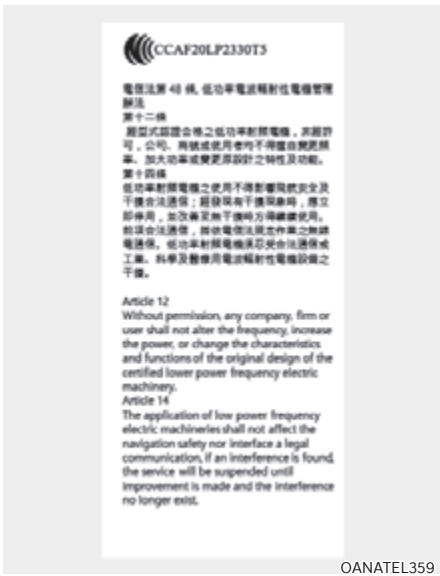 CCAF20LP2330T5
電信法第 48 條, 低功率電波輻射性電機管理
辦法
第十二條
經型式認證合格之低功率射頻電機，非經許
可，公司、商號或使用者均不得擅自變更頻
率、加大功率或變更原設計之特性及功能。
第十四條
低功率射頻電機之使用不得影響飛航安全及
干擾合法通信；經發現有干擾現象時，應立
即停用，並改善至無干擾時方得繼續使用。
前項合法通信，指依電信法規定作業之無線
電通信。低功率射頻電機須忍受合法通信或
工業、科學及醫療用電波輻射性電機設備之
干擾。
Article 12
Without permission, any company, firm or
user shall not alter the frequency, increase
the power, or change the characteristics
and functions of the original design of the
certified lower power frequency electric
machinery.
Article 14
The application of low power frequency
electric machineries shall not affect the
navigation safety nor interface a legal
communication, if an interference is found,
the service will be suspended until
improvement is made and the interference
no longer exist.
OANATEL359